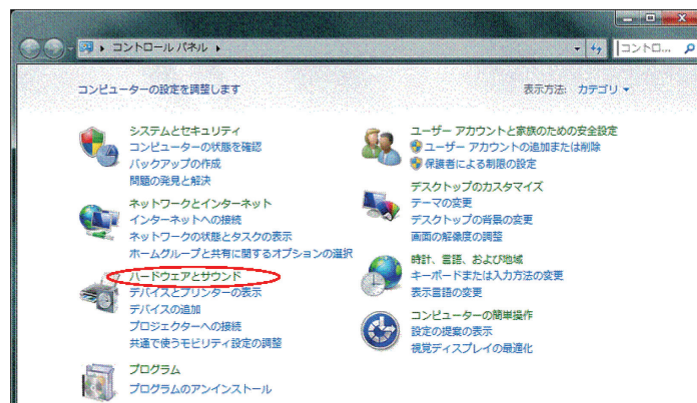 コントロール パネル
コントロ...
コンピューターの設定を調整します
表示方法: カテゴリ
システムとセキュリティ
コンピューターの状態を確認
バックアップの作成
問題の発見と解決
ネットワークとインターネット
インターネットへの接続
ネットワークの状態とタスクの表示
ホームグループと共有に関するオプションの選択
ハードウェアとサウンド
デバイスとプリンターの表示
デバイスの追加
プロジェクターへの接続
共通で使うモビリティ設定の調整
プログラム
プログラムのアンインストール
ユーザー アカウントと家族のための安全設定
ユーザー アカウントの追加または削除
保護者による制限の設定
デスクトップのカスタマイズ
テーマの変更
デスクトップの背景の変更
画面の解像度の調整
時計、言語、および地域
キーボードまたは入力方法の変更
表示言語の変更
コンピューターの簡単操作
設定の提案の表示
視覚ディスプレイの最適化